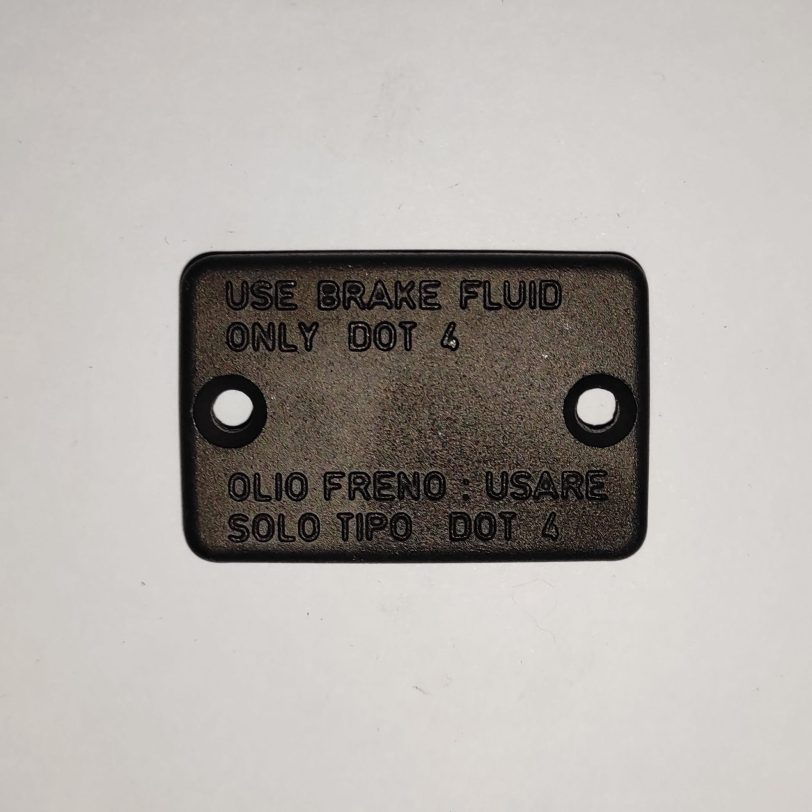 USE BRAKE FLUID
ONLY DOT 4
OLIO FRENO : USARE
SOLO TIPO DOT 4